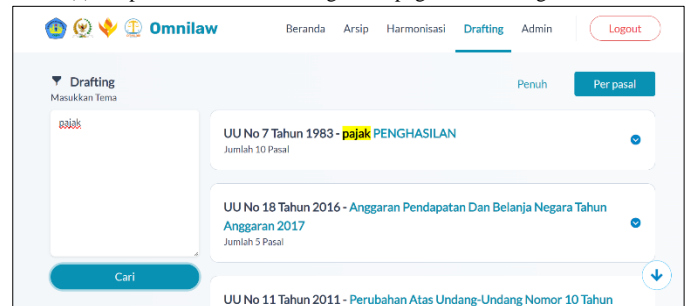 Omnilaw
Beranda Arsip Harmonisasi Drafting Admin Logout
Drafting
Masukkan Tema
Penuh Per pasal
pajak
UU No 7 Tahun 1983 - pajak PENGHASILAN
Jumlah 10 Pasal
UU No 18 Tahun 2016 - Anggaran Pendapatan Dan Belanja Negara Tahun
Anggaran 2017
Jumlah 5 Pasal
Cari
UU No 11 Tahun 2011 - Perubahan Atas Undang-Undang Nomor 10 Tahun